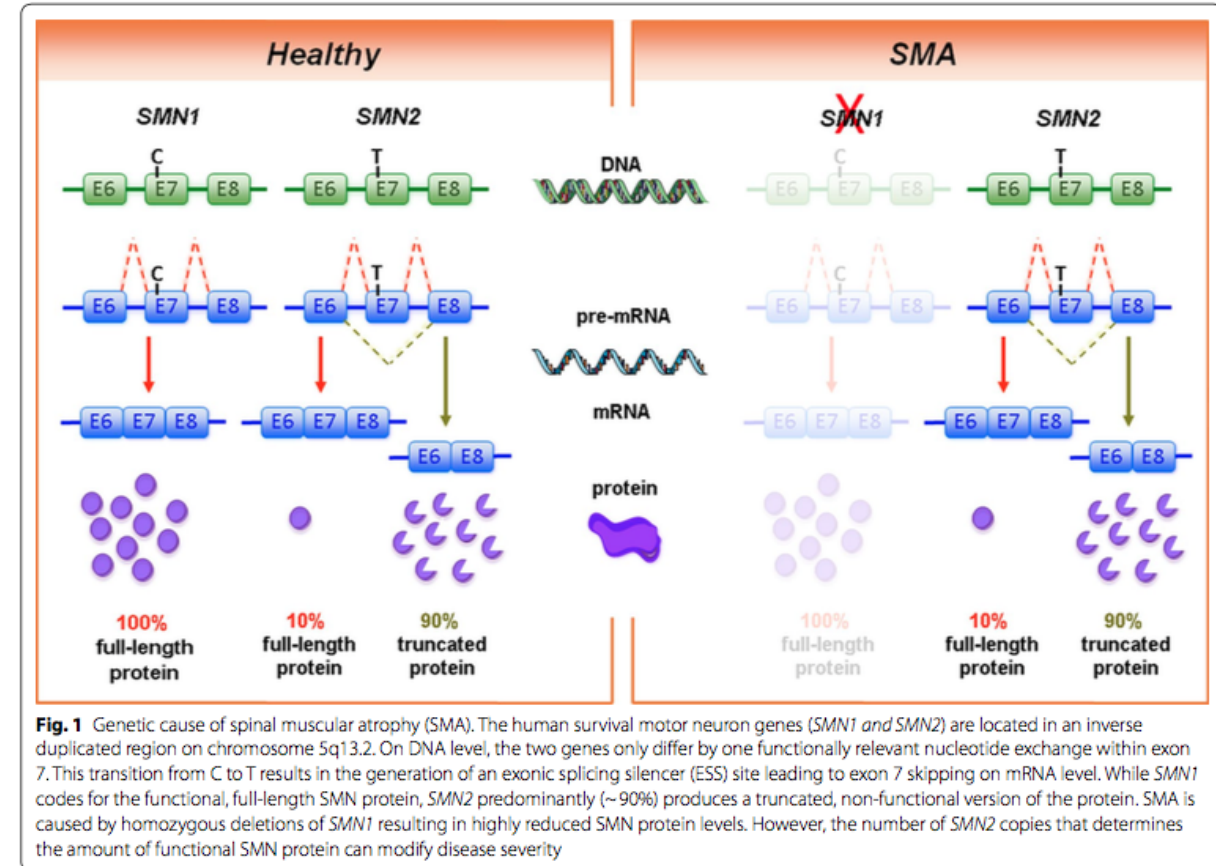 Healthy
SMA
SMN1 SMN2
SMN1 SMN2
C T
DNA
C T
E6 E7 E8 E6 E7 E8
E6 E7 E8 E6 E7 E8
C T
C T
E6 E7 E8 E6 E7 E8
E6 E7 E8 E6 E7 E8
pre-mRNA
mRNA
E6 E7 E8 E6 E7 E8
E6 E7 E8 E6 E7 E8
E6 E8
E6 E8
protein
100% 10% 90%
full-length full-length truncated
protein protein protein
100% 10% 90%
full-length full-length truncated
protein protein protein
Fig. 1 Genetic cause of spinal muscular atrophy (SMA). The human survival motor neuron genes (SMN1 and SMN2) are located in an inverse
duplicated region on chromosome 5q13.2. On DNA level, the two genes only differ by one functionally relevant nucleotide exchange within exon
7. This transition from C to T results in the generation of an exonic splicing silencer (ESS) site leading to exon 7 skipping on mRNA level. While SMN1
codes for the functional, full-length SMN protein, SMN2 predominantly (~90%) produces a truncated, non-functional version of the protein. SMA is
caused by homozygous deletions of SMN1 resulting in highly reduced SMN protein levels. However, the number of SMN2 copies that determines
the amount of functional SMN protein can modify disease severity